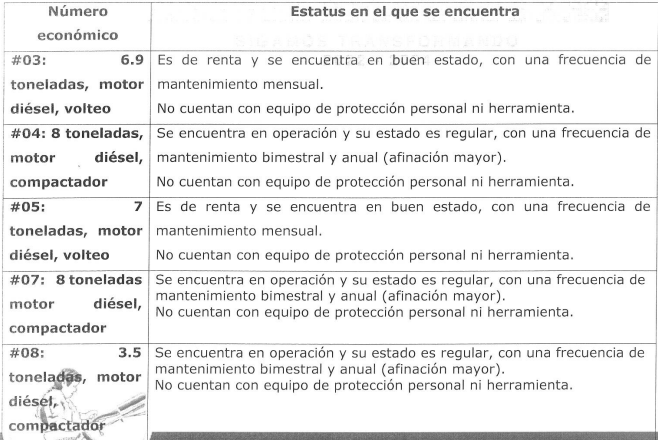 Número
económico
Estatus en el que se encuentra
#03: 6.9
toneladas, motor
diésel, volteo
Es de renta y se encuentra en buen estado, con una frecuencia de
mantenimiento mensual.
No cuentan con equipo de protección personal ni herramienta.
#04: 8 toneladas,
motor diésel,
compactador
Se encuentra en operación y su estado es regular, con una frecuencia de
mantenimiento bimestral y anual (afinación mayor).
No cuentan con equipo de protección personal ni herramienta.
#05: 7
toneladas, motor
diésel, volteo
Es de renta y se encuentra en buen estado, con una frecuencia de
mantenimiento mensual.
No cuentan con equipo de protección personal ni herramienta.
#07: 8 toneladas
motor diésel,
compactador
Se encuentra en operación y su estado es regular, con una frecuencia de
mantenimiento bimestral y anual (afinación mayor).
No cuentan con equipo de protección personal ni herramienta.
#08: 3.5
toneladas, motor
diésel,
compactador
Se encuentra en operación y su estado es regular, con una frecuencia de
mantenimiento bimestral y anual (afinación mayor).
No cuentan con equipo de protección personal ni herramienta.